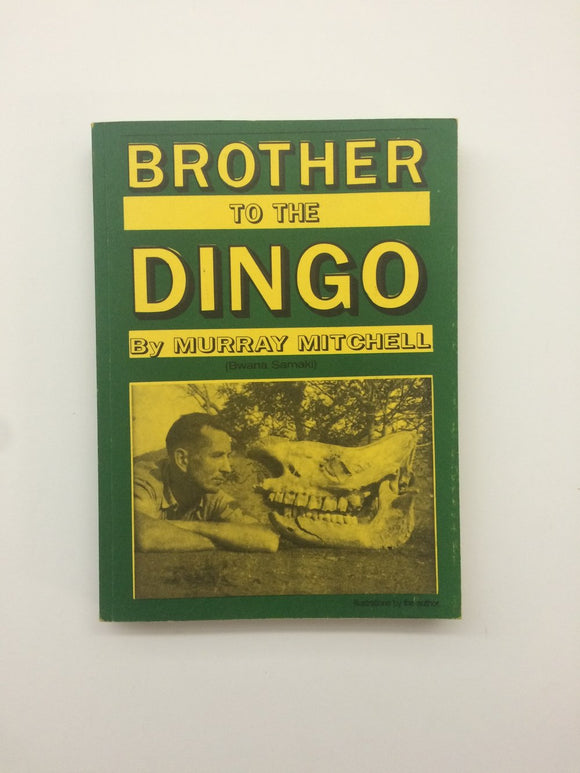 BROTHER
TO THE
DINGO
By MURRAY MITCHELL
(Bwana Samaki)
Illustrations by the author